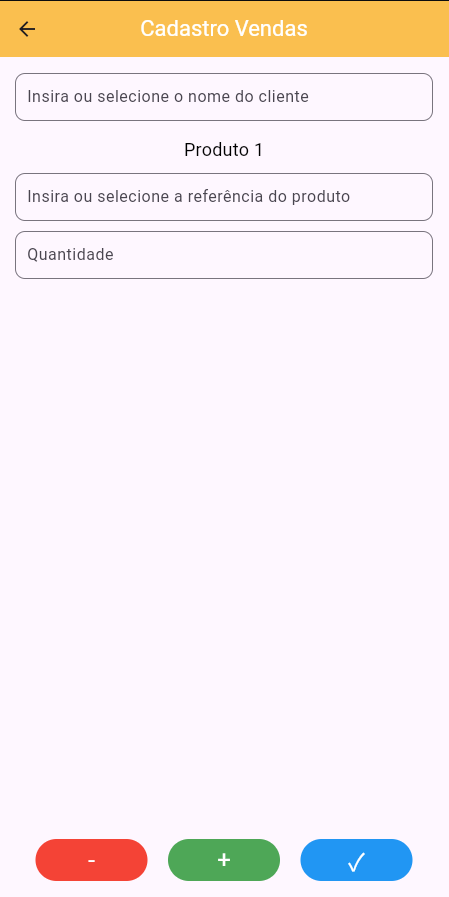 Cadastro Vendas
Insira ou selecione o nome do cliente
Produto 1
Insira ou selecione a referência do produto
Quantidade
- + ✓